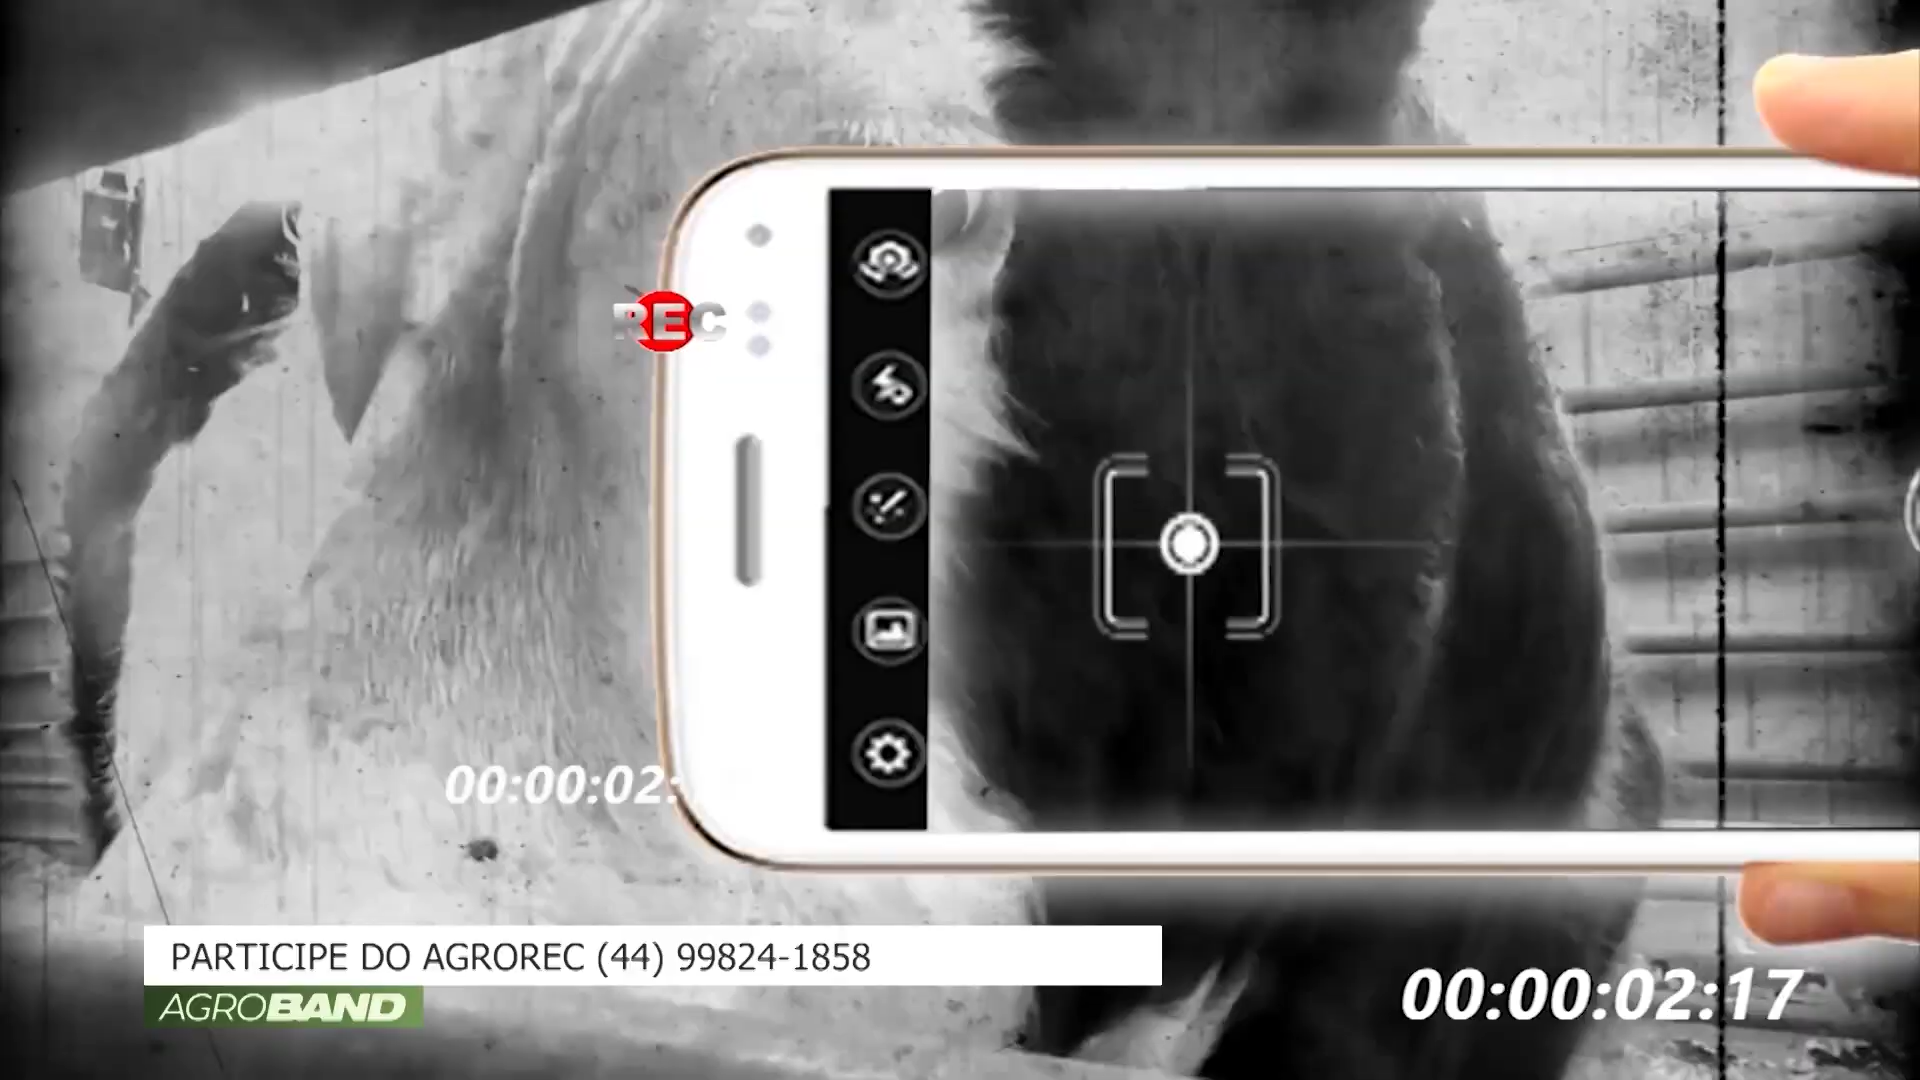 REC
00:00:02:
PARTICIPE DO AGROREC (44) 99824-1858
AGROBAND
00:00:02:17